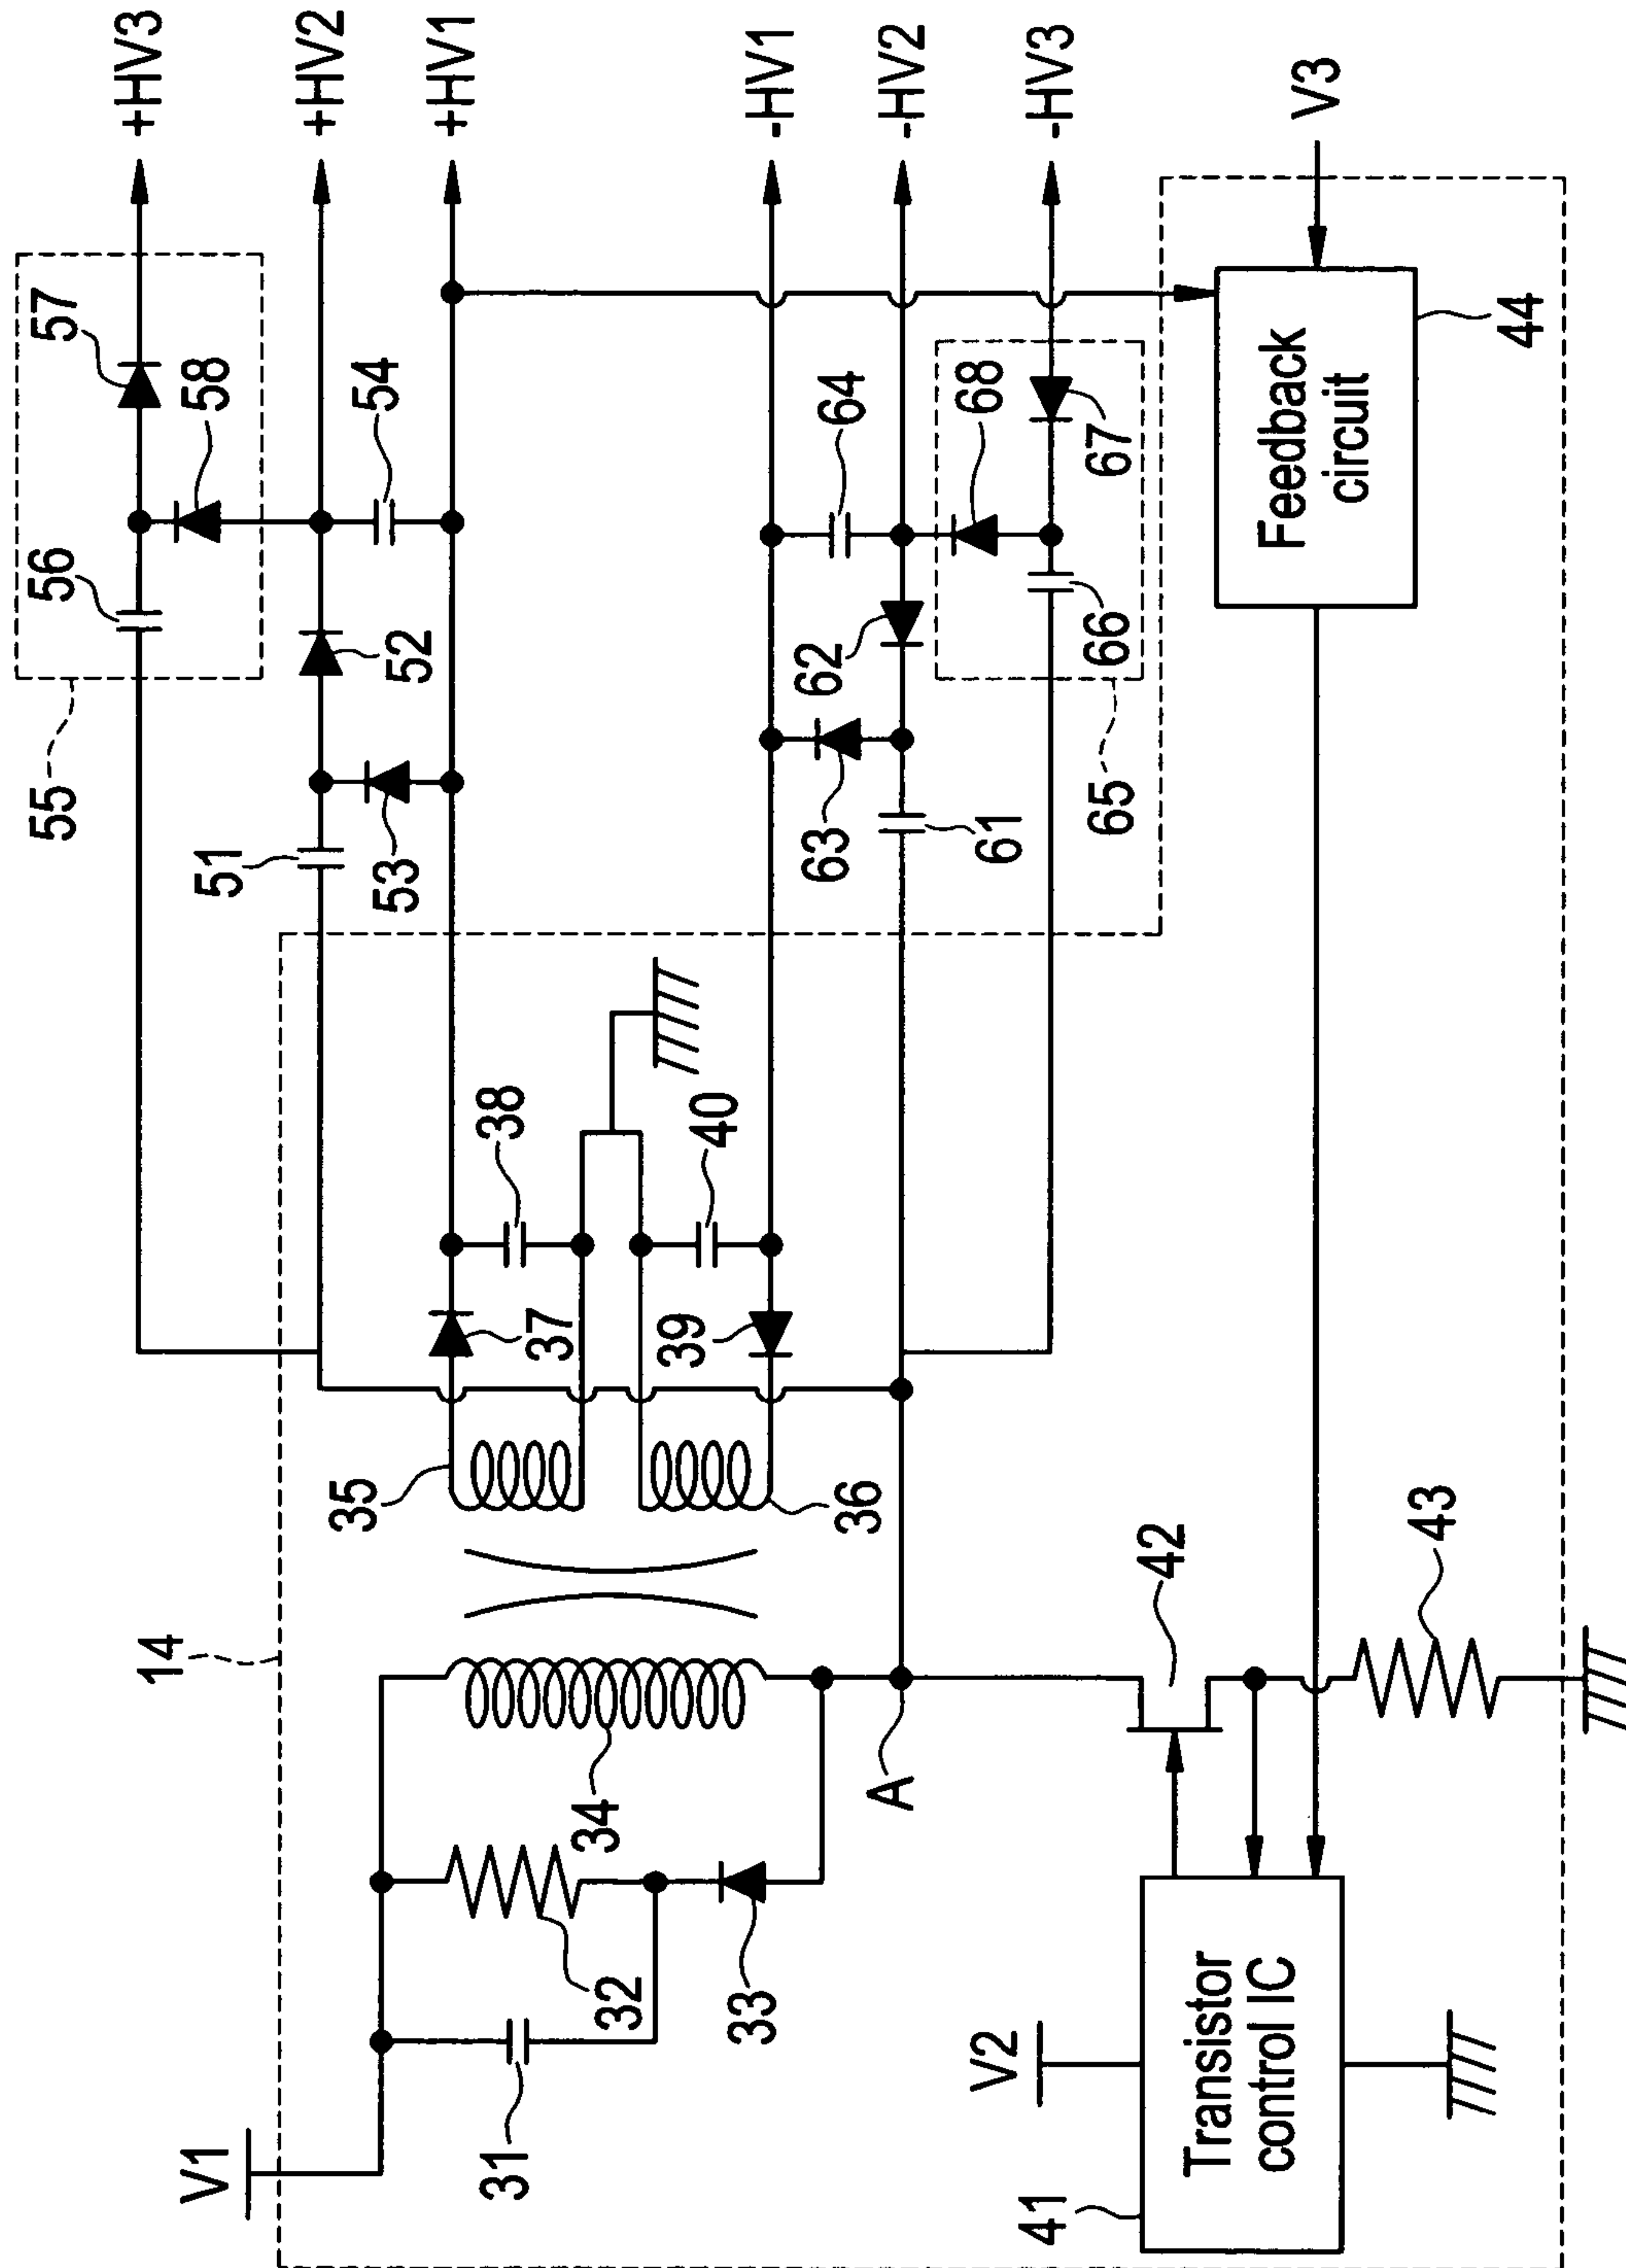 +HV3
+HV2
+HV1
-HV1
-HV2
-HV3
V3
57
58
56
55
54
52
53
51
64
68
67
62
66
63
61
65
Feedback
circuit
44
38
40
37
39
35
36
14
34
A
42
43
32
33
31
V1
V2
Transistor
control IC
41